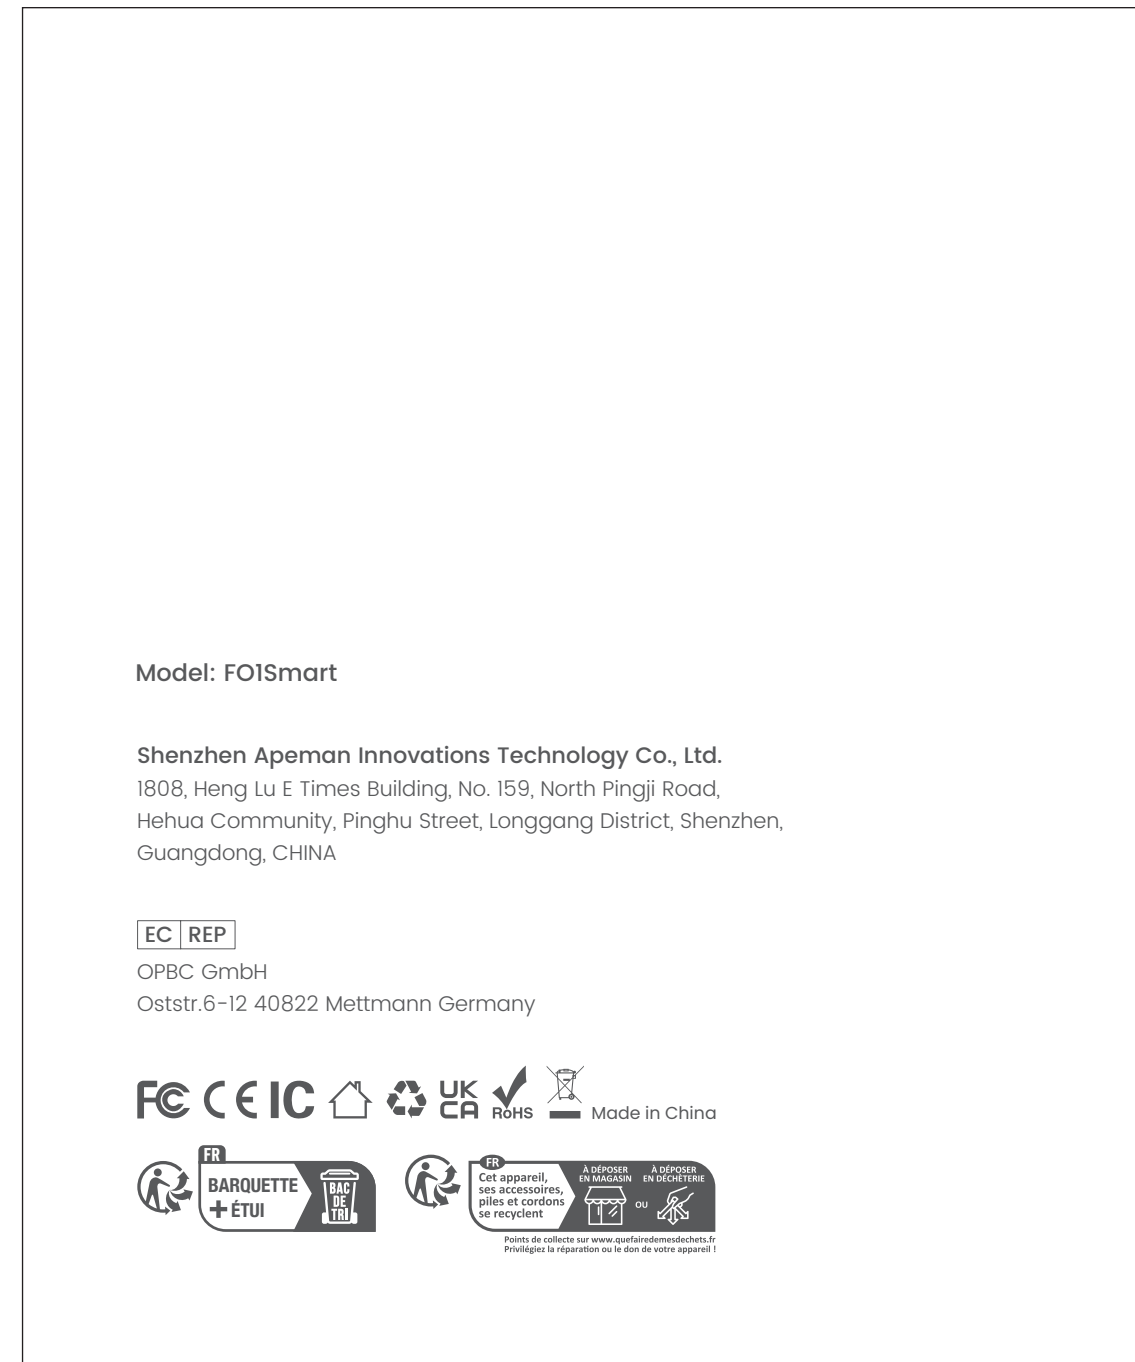 Model: FO1Smart
Shenzhen Apeman Innovations Technology Co., Ltd.
1808, Heng Lu E Times Building, No. 159, North Pingji Road,
Hehua Community, Pinghu Street, Longgang District, Shenzhen,
Guangdong, CHINA
EC REP
OPBC GmbH
Oststr.6-12 40822 Mettmann Germany
FC CE IC UK CA RoHS Made in China
FR
BARQUETTE
+ ÉTUI
BAC
DE
TRI
FR
Cet appareil,
ses accessoires,
piles et cordons
se recyclent
À DÉPOSER
EN MAGASIN
OU
À DÉPOSER
EN DÉCHÈTERIE
Points de collecte sur www.quefairedemesdechets.fr
Privilégiez la réparation ou le don de votre appareil !